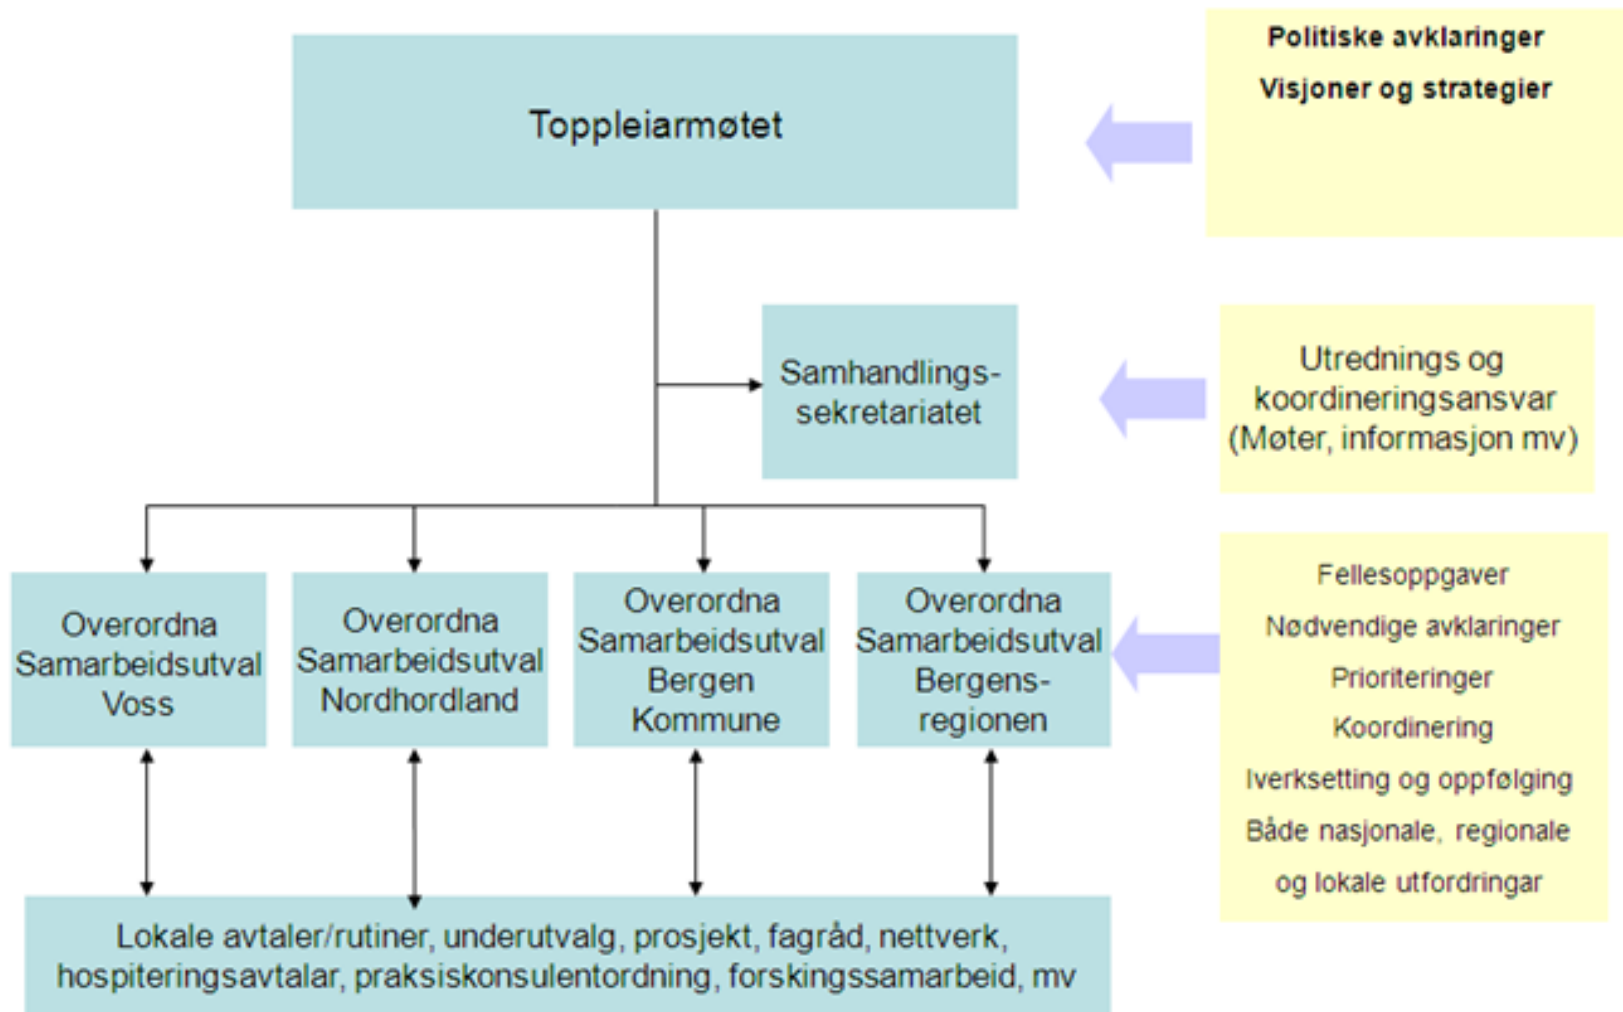 Toppleiarmøtet
Politiske avklaringer
Visjoner og strategier
Samhandlings-
sekretariatet
Utrednings og
koordineringsansvar
(Møter, informasjon mv)
Overordna
Samarbeidsutval
Voss
Overordna
Samarbeidsutval
Nordhordland
Overordna
Samarbeidsutval
Bergen
Kommune
Overordna
Samarbeidsutval
Bergens-
regionen
Fellesoppgaver
Nødvendige avklaringer
Prioriteringer
Koordinering
Iverksetting og oppfølging
Både nasjonale, regionale
og lokale utfordringar
Lokale avtaler/rutiner, underutvalg, prosjekt, fagråd, nettverk,
hospiteringsavtalar, praksiskonsulentordning, forskingssamarbeid, mv